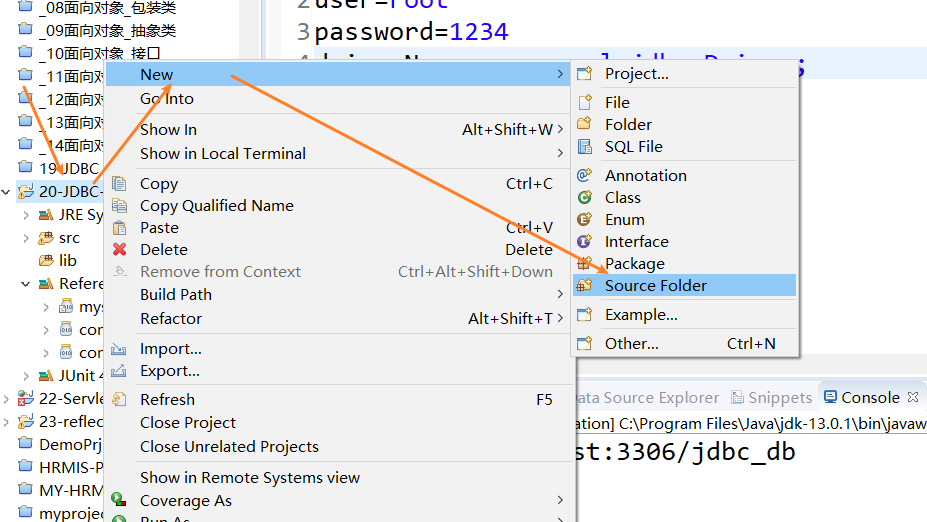 _08面向对象_包装类
_09面向对象_抽象类
_10面向对象_接口
_11面向对
_12面向对
_13面向对
_14面向对
19-JDBC
20-JDBC-
JRE Sy
src
lib
Refere
mys
con
con
JUnit 4
22-Servle
23-reflec
DemoPrj
HRMIS-P
MY-HRM
myprojec
2 user=root
3 password=1234
4
New
Go Into
Show In Alt+Shift+W
Show in Local Terminal
Copy Ctrl+C
Copy Qualified Name
Paste Ctrl+V
Delete Delete
Remove from Context Ctrl+Alt+Shift+Down
Build Path
Refactor Alt+Shift+T
Import...
Export...
Refresh F5
Close Project
Close Unrelated Projects
Show in Remote Systems view
Coverage As
Run As
Project...
File
Folder
SQL File
Annotation
Class
Enum
Interface
Package
Source Folder
Example...
Other... Ctrl+N
Data Source Explorer Snippets Console
ation] C:\Program Files\Java\jdk-13.0.1\bin\javaw
st:3306/jdbc_db